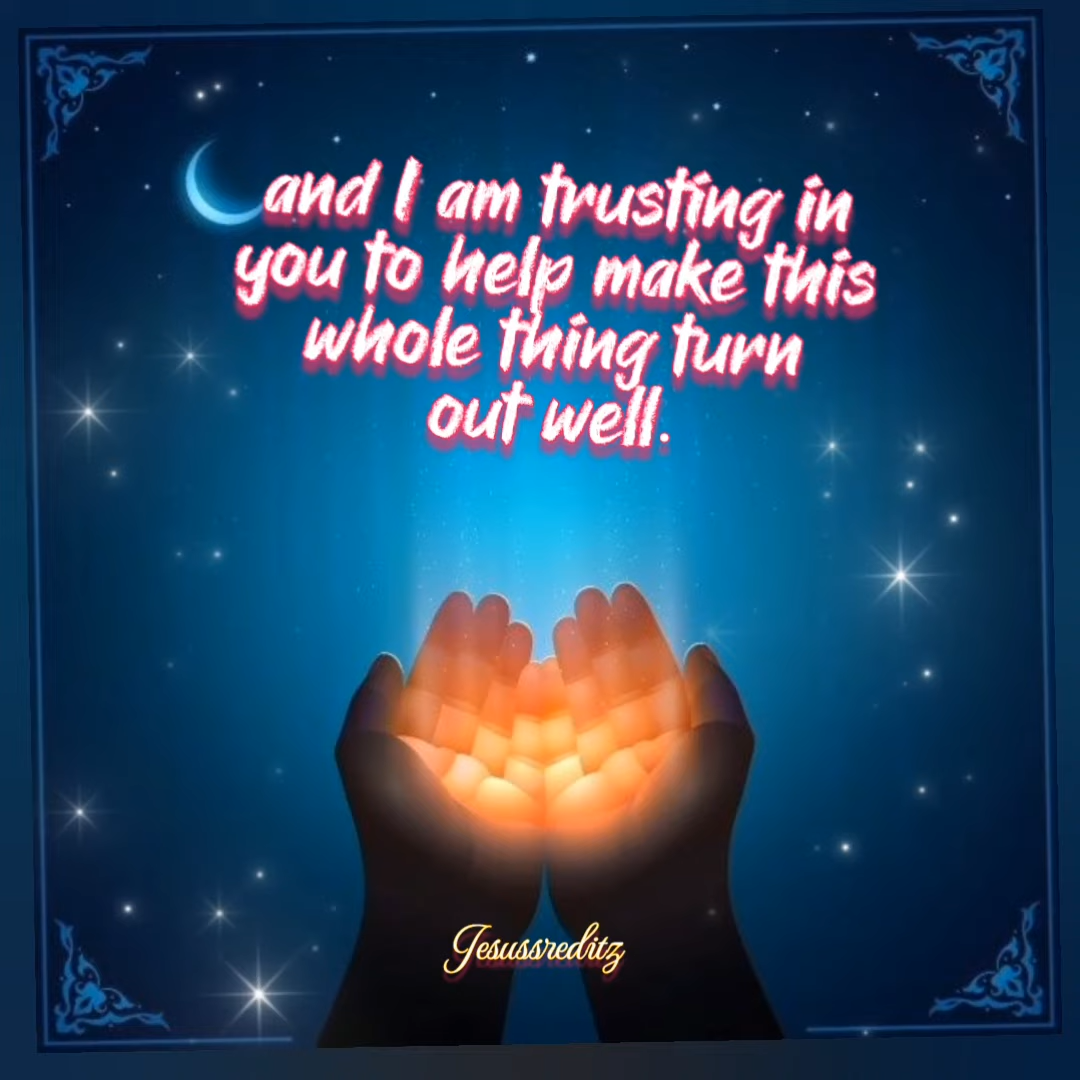 and I am trusting in
you to help make this
whole thing turn
out well.
Jesussreditz